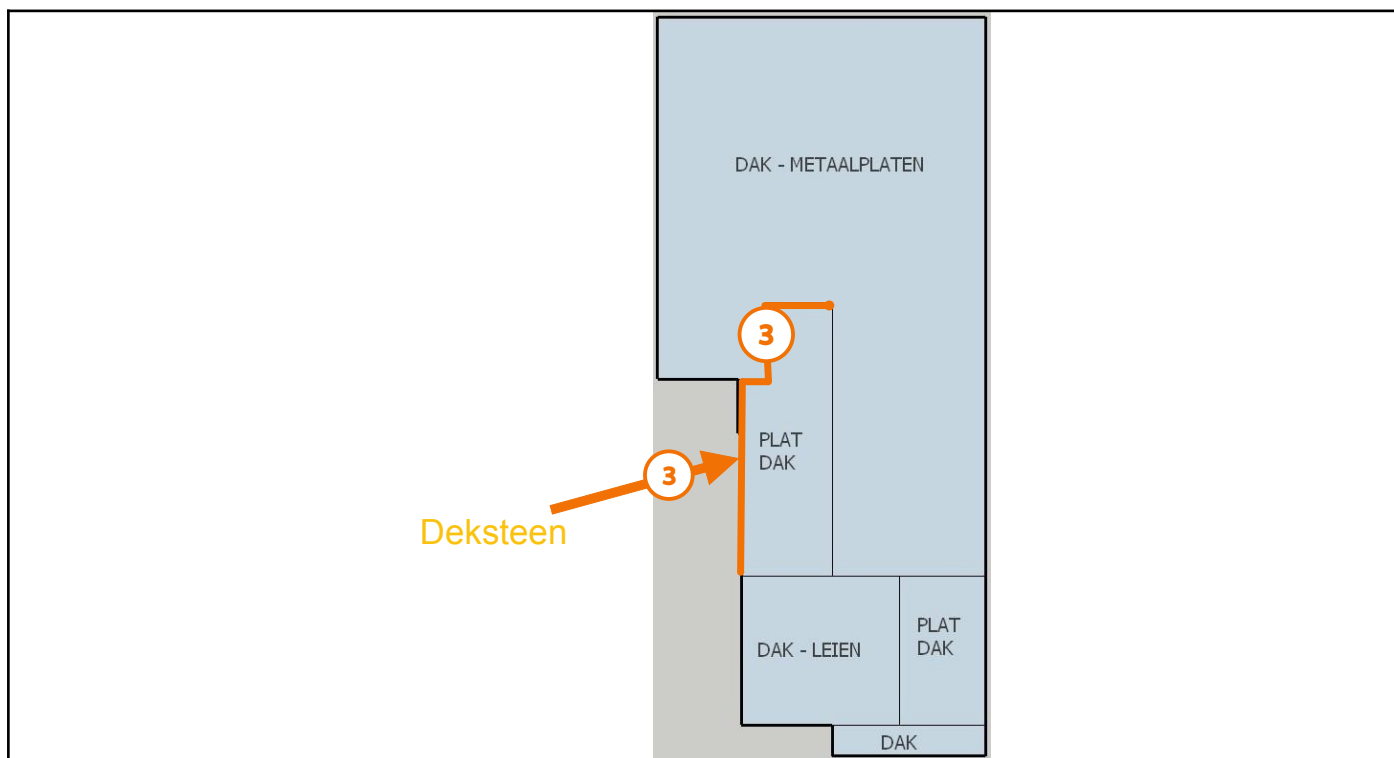 DAK - METAALPLATEN
3
PLAT
DAK
3
Deksteen
DAK - LEIEN
PLAT
DAK
DAK